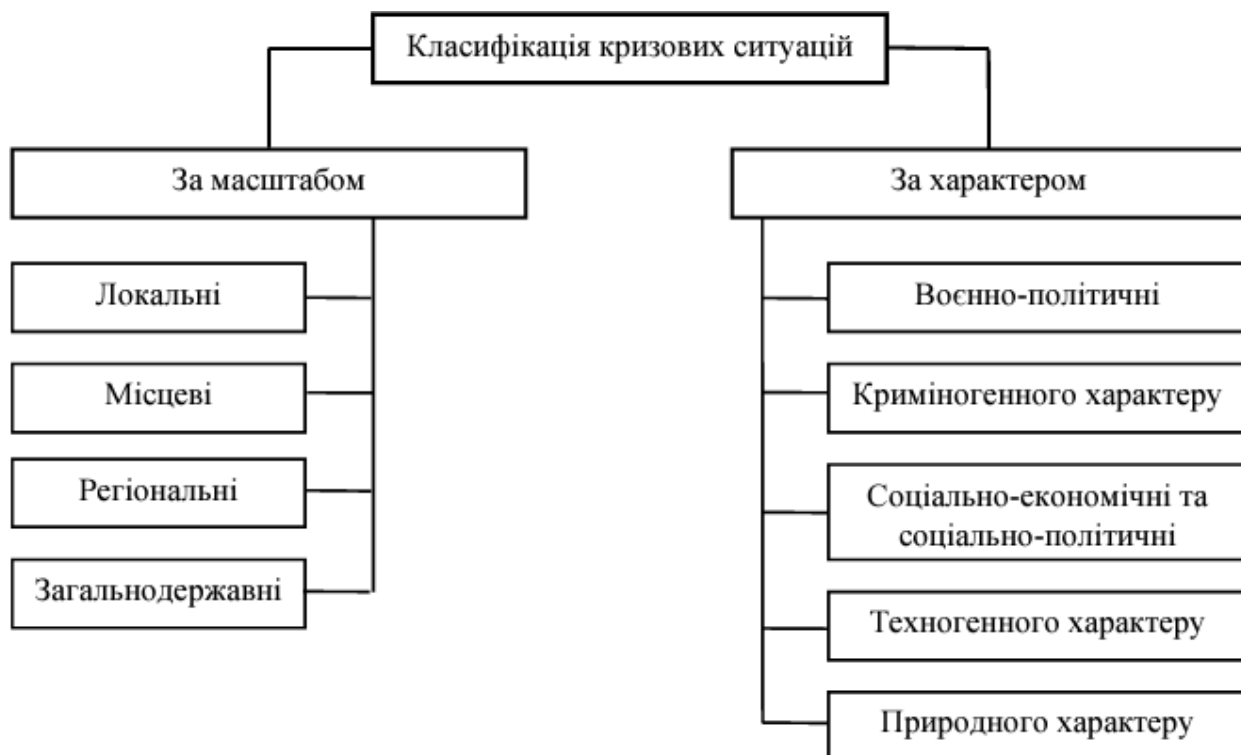 Класифікація кризових ситуацій
За масштабом
Локальні
Місцеві
Регіональні
Загальнодержавні
За характером
Воєнно-політичні
Криміногенного характеру
Соціально-економічні та
соціально-політичні
Техногенного характеру
Природного характеру